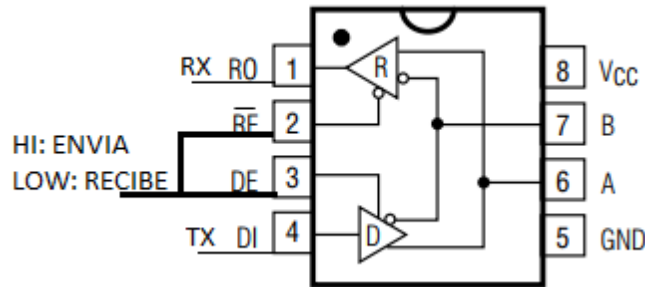 RX RO 1 R 8 VCC
RE 2 7 B
HI: ENVIA
LOW: RECIBE DE 3 6 A
TX DI 4 D 5 GND